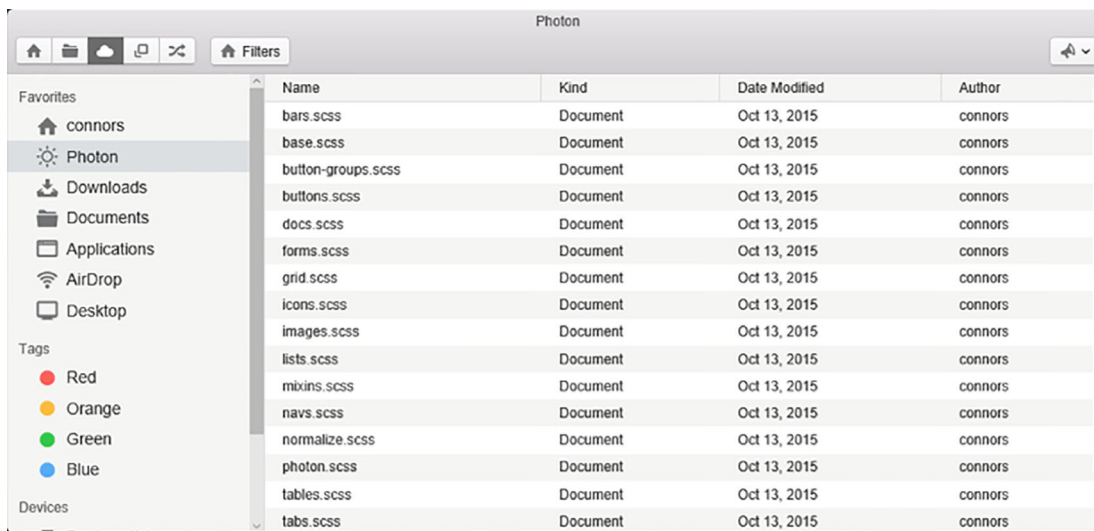 Photon
Filters
Favorites
connors
Photon
Downloads
Documents
Applications
AirDrop
Desktop
Tags
Red
Orange
Green
Blue
Devices
Name Kind Date Modified Author
bars.scss Document Oct 13, 2015 connors
base.scss Document Oct 13, 2015 connors
button-groups.scss Document Oct 13, 2015 connors
buttons.scss Document Oct 13, 2015 connors
docs.scss Document Oct 13, 2015 connors
forms.scss Document Oct 13, 2015 connors
grid.scss Document Oct 13, 2015 connors
icons.scss Document Oct 13, 2015 connors
images.scss Document Oct 13, 2015 connors
lists.scss Document Oct 13, 2015 connors
mixins.scss Document Oct 13, 2015 connors
navs.scss Document Oct 13, 2015 connors
normalize.scss Document Oct 13, 2015 connors
photon.scss Document Oct 13, 2015 connors
tables.scss Document Oct 13, 2015 connors
tabs.scss Document Oct 13, 2015 connors